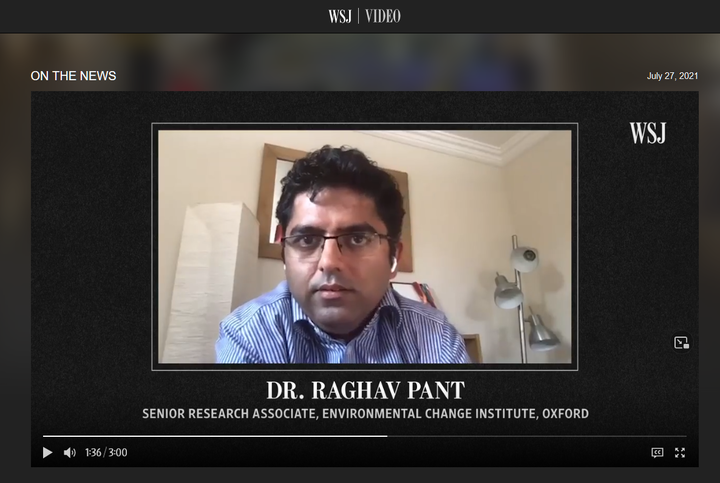 WSJ | VIDEO
ON THE NEWS
July 27, 2021
WSJ
DR. RAGHAV PANT
SENIOR RESEARCH ASSOCIATE, ENVIRONMENTAL CHANGE INSTITUTE, OXFORD
1:36 / 3:00
CC